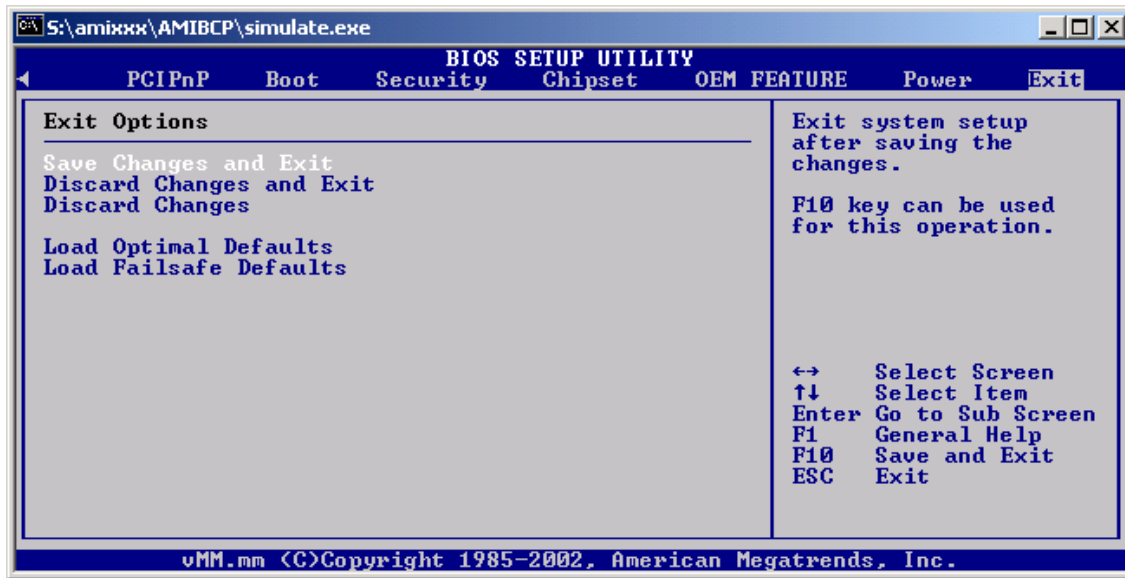 S:\amixxx\AMIBCP\simulate.exe
BIOS SETUP UTILITY
PCIPnP Boot Security Chipset OEM FEATURE Power Exit
Exit Options
Save Changes and Exit
Discard Changes and Exit
Discard Changes
Load Optimal Defaults
Load Failsafe Defaults
Exit system setup
after saving the
changes.
F10 key can be used
for this operation.
↔ Select Screen
↑↓ Select Item
Enter Go to Sub Screen
F1 General Help
F10 Save and Exit
ESC Exit
vMM.mm (C)Copyright 1985-2002, American Megatrends, Inc.